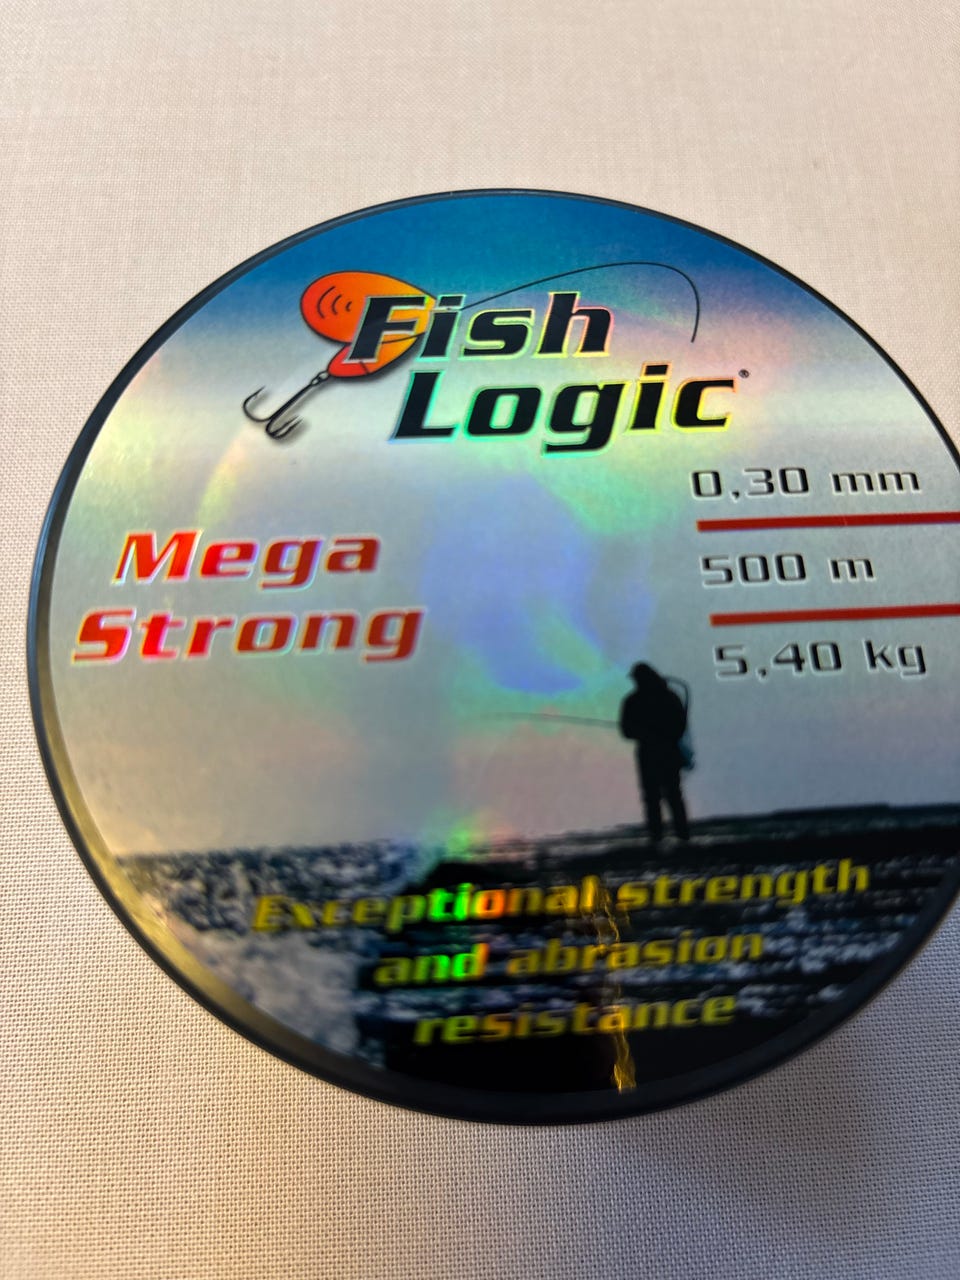 Fish
Logic®
0,30 mm
500 m
5,40 kg
Mega
Strong
Exceptional strength
and abrasion
resistance